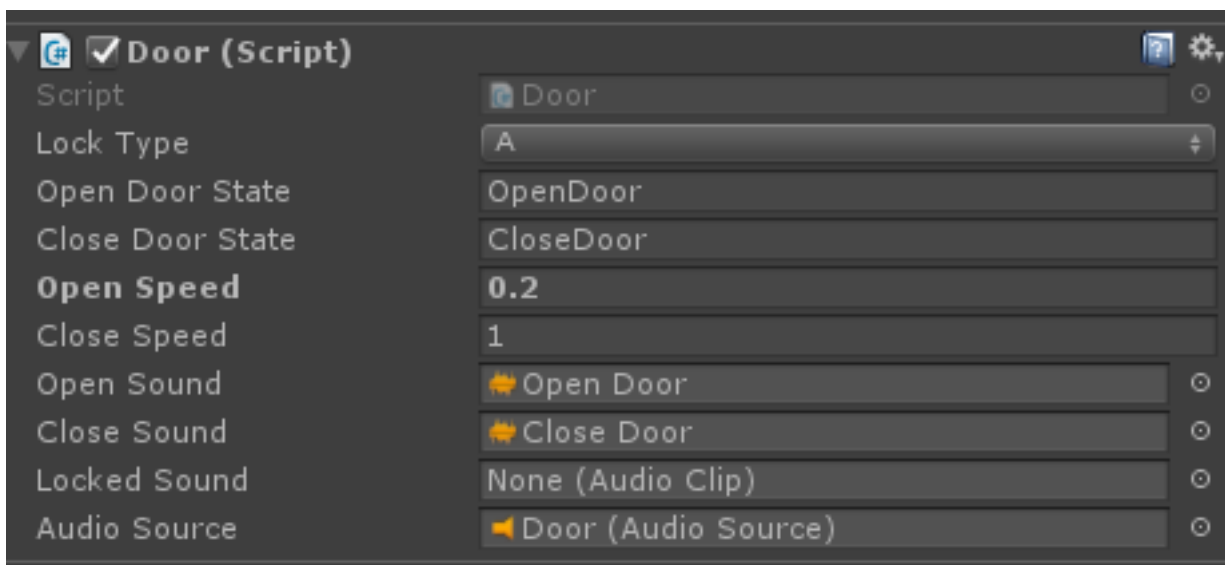 Door (Script)
Script Door
Lock Type A
Open Door State OpenDoor
Close Door State CloseDoor
Open Speed 0.2
Close Speed 1
Open Sound Open Door
Close Sound Close Door
Locked Sound None (Audio Clip)
Audio Source Door (Audio Source)